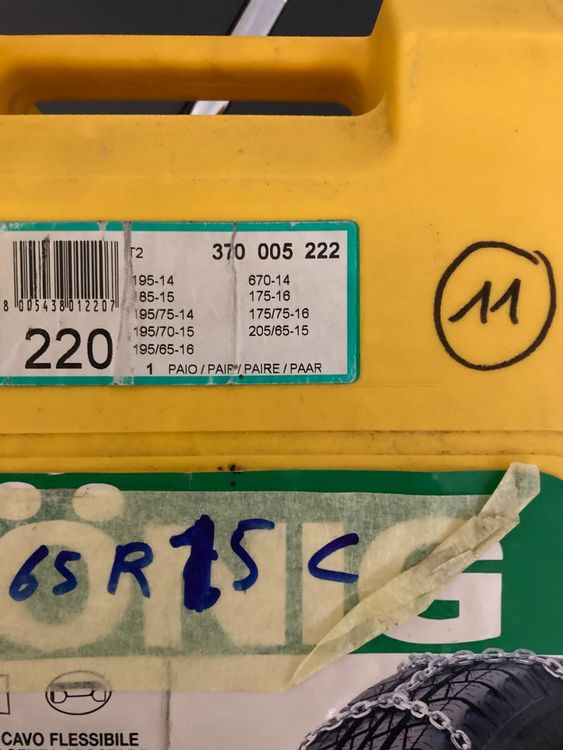 T2 370 005 222
195-14 670-14
185-15 175-16
195/75-14 175/75-16
195/70-15 205/65-15
195/65-16
8 005438 012207
220
1 PAIO / PAIR / PAIRE / PAAR
11
65 R 15 C
ÖNIG
CAVO FLESSIBILE